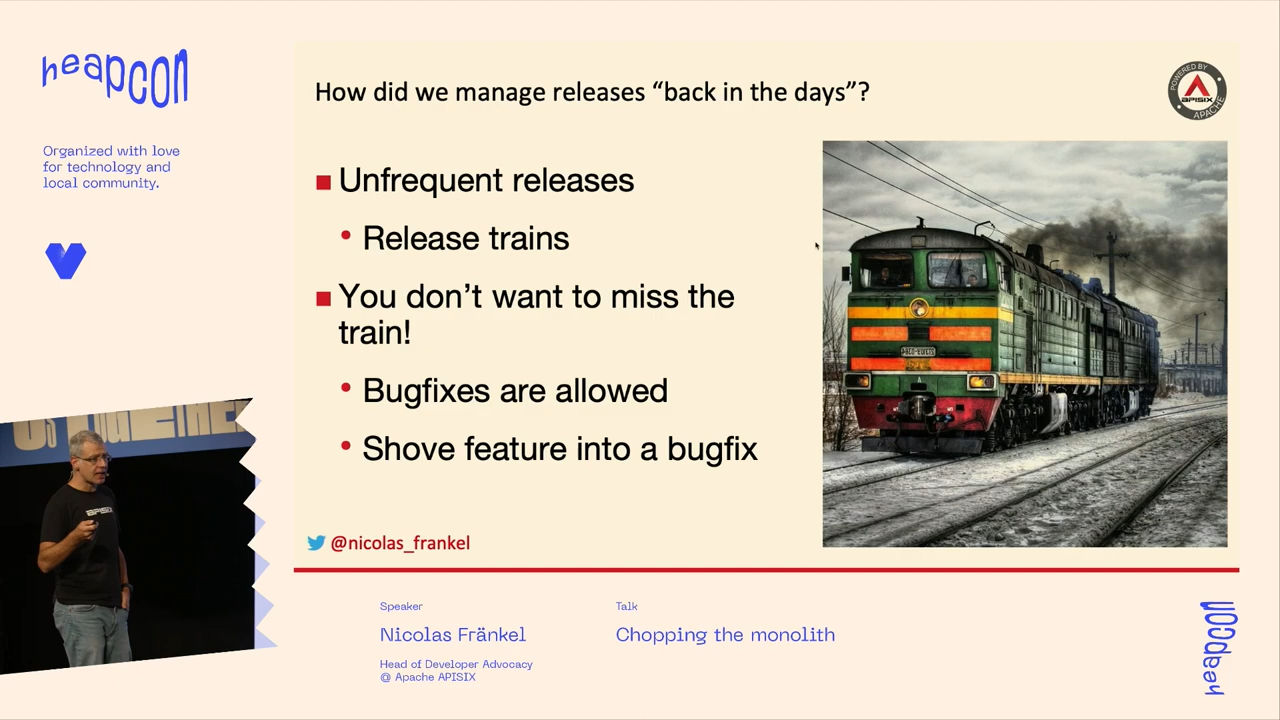 heapcon
Organized with love
for technology and
local community.
How did we manage releases “back in the days”?
POWERED BY
APISIX
APACHE
Unfrequent releases
Release trains
You don’t want to miss the
train!
Bugfixes are allowed
Shove feature into a bugfix
@nicolas_frankel
APISIX
Speaker
Nicolas Fränkel
Head of Developer Advocacy
@ Apache APISIX
Talk
Chopping the monolith
heapcon